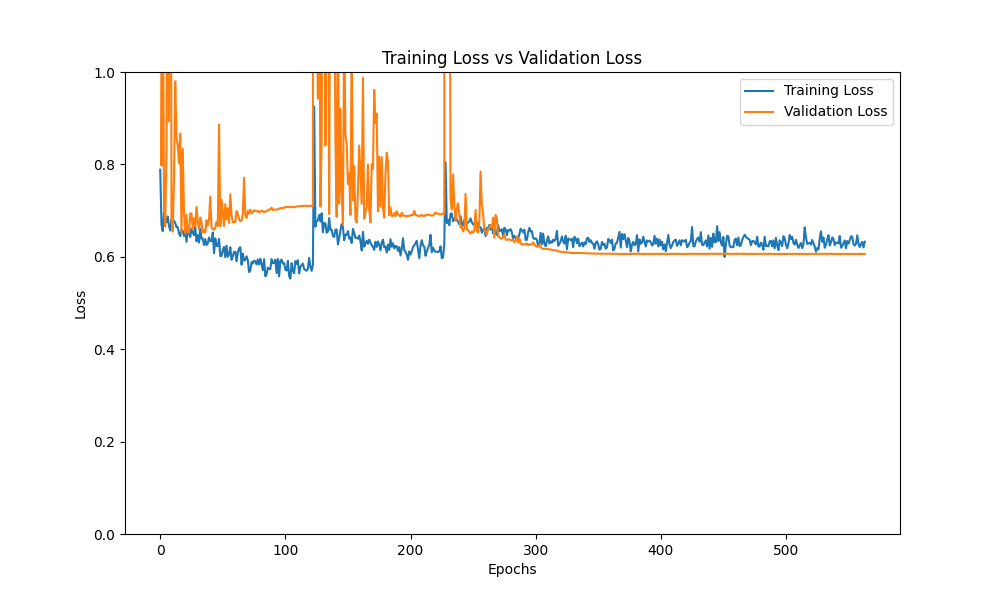 Training Loss vs Validation Loss
Training Loss
Validation Loss
1.0
0.8
0.6
0.4
0.2
0.0
Loss
0 100 200 300 400 500
Epochs